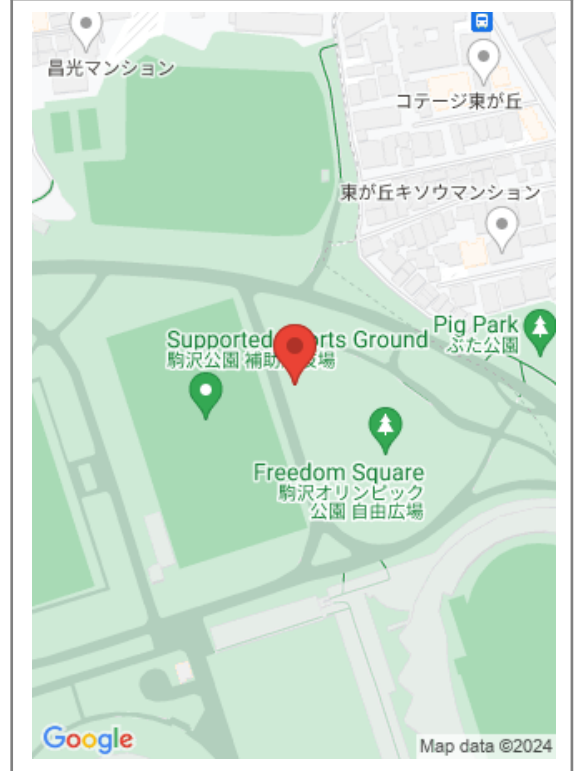 昌光マンション
コテージ東が丘
東が丘キソウマンション
Pig Park
ぶた公園
Supported orts Ground
駒沢公園 補助 技場
Freedom Square
駒沢オリンピック
公園 自由広場
Google
Map data ©2024